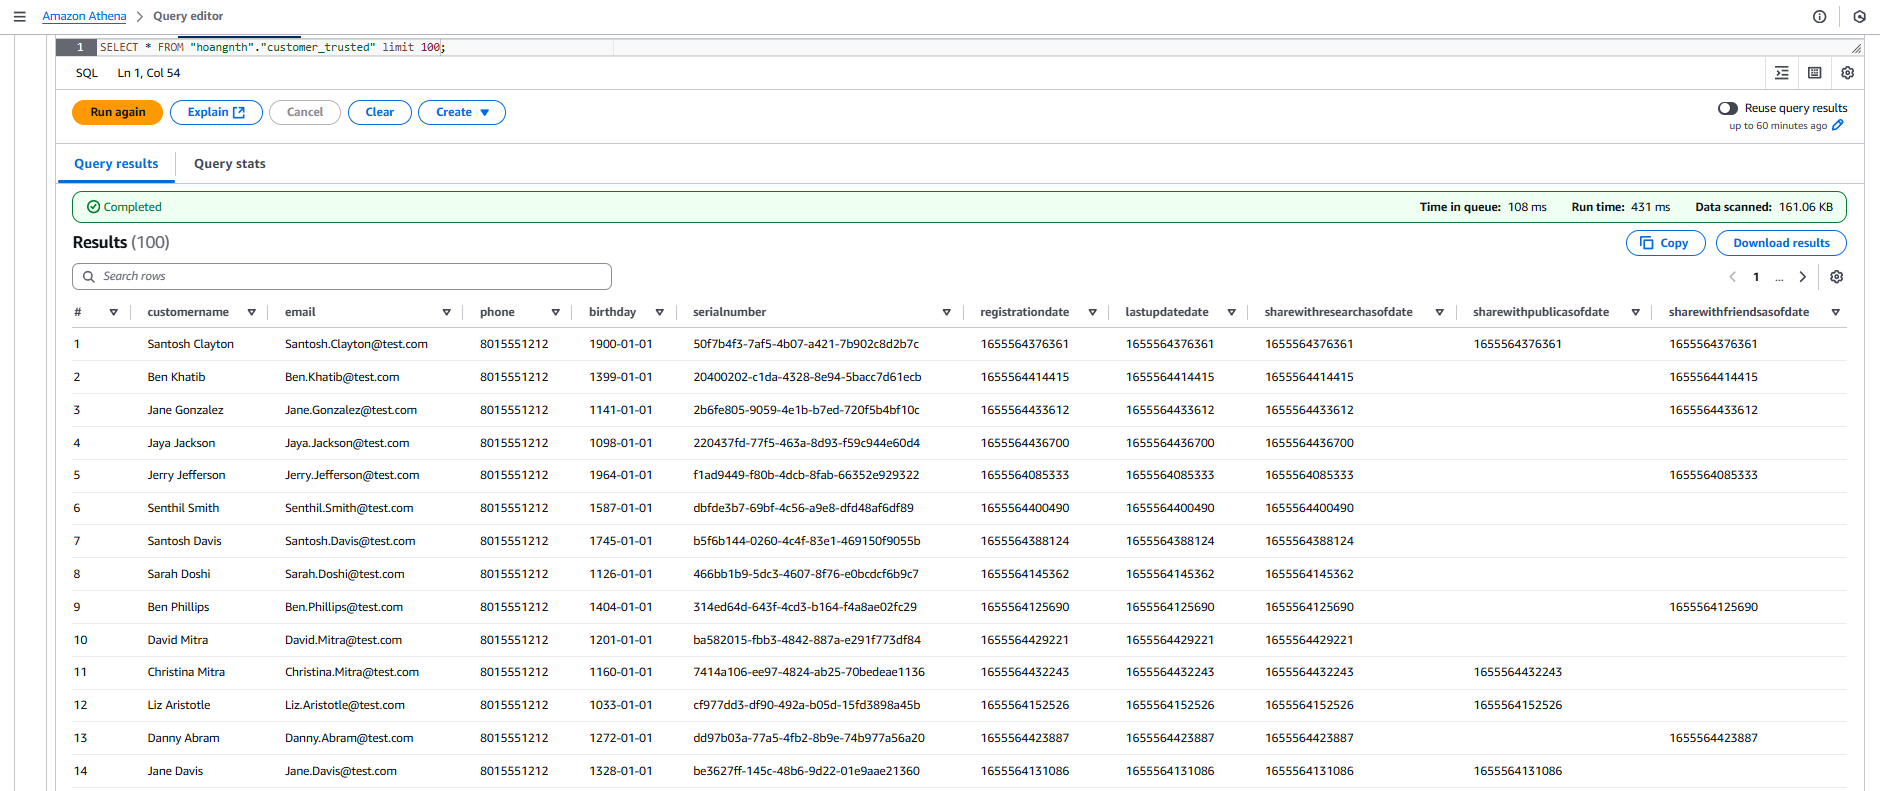 Amazon Athena > Query editor
1 SELECT * FROM "hoangnth"."customer_trusted" limit 100;
SQL Ln 1, Col 54
Run again Explain Cancel Clear Create
Reuse query results
up to 60 minutes ago
Query results Query stats
Completed Time in queue: 108 ms Run time: 431 ms Data scanned: 161.06 KB
Results (100) Copy Download results
Search rows 1 ...
# customername email phone birthday serialnumber registrationdate lastupdatedate sharewithresearchasofdate sharewithpublicasofdate sharewithfriendsasofdate
1 Santosh Clayton Santosh.Clayton@test.com 8015551212 1900-01-01 50f7b4f3-7af5-4b07-a421-7b902c8d2b7c 1655564376361 1655564376361 1655564376361 1655564376361 1655564376361
2 Ben Khatib Ben.Khatib@test.com 8015551212 1399-01-01 20400202-c1da-4328-8e94-5bacc7d61ecb 1655564414415 1655564414415 1655564414415 1655564414415
3 Jane Gonzalez Jane.Gonzalez@test.com 8015551212 1141-01-01 2b6fe805-9059-4e1b-b7ed-720f5b4bf10c 1655564433612 1655564433612 1655564433612 1655564433612
4 Jaya Jackson Jaya.Jackson@test.com 8015551212 1098-01-01 220437fd-77f5-463a-8d93-f59c944e60d4 1655564436700 1655564436700 1655564436700
5 Jerry Jefferson Jerry.Jefferson@test.com 8015551212 1964-01-01 f1ad9449-f80b-4dcb-8fab-66352e929322 1655564085333 1655564085333 1655564085333 1655564085333
6 Senthil Smith Senthil.Smith@test.com 8015551212 1587-01-01 dbfde3b7-69bf-4c56-a9e8-dfd48af6df89 1655564400490 1655564400490 1655564400490
7 Santosh Davis Santosh.Davis@test.com 8015551212 1745-01-01 b5f6b144-0260-4c4f-83e1-469150f9055b 1655564388124 1655564388124 1655564388124
8 Sarah Doshi Sarah.Doshi@test.com 8015551212 1126-01-01 466bb1b9-5dc3-4607-8f76-e0bcdcf6b9c7 1655564145362 1655564145362 1655564145362
9 Ben Phillips Ben.Phillips@test.com 8015551212 1404-01-01 314ed64d-643f-4cd3-b164-f4a8ae02fc29 1655564125690 1655564125690 1655564125690 1655564125690
10 David Mitra David.Mitra@test.com 8015551212 1201-01-01 ba582015-fbb3-4842-887a-e291f773df84 1655564429221 1655564429221 1655564429221
11 Christina Mitra Christina.Mitra@test.com 8015551212 1160-01-01 7414a106-ee97-4824-ab25-70bedeae1136 1655564432243 1655564432243 1655564432243 1655564432243
12 Liz Aristotle Liz.Aristotle@test.com 8015551212 1033-01-01 cf977dd3-df90-492a-b05d-15fd3898a45b 1655564152526 1655564152526 1655564152526 1655564152526
13 Danny Abram Danny.Abram@test.com 8015551212 1272-01-01 dd97b03a-77a5-4fb2-8b9e-74b977a56a20 1655564423887 1655564423887 1655564423887 1655564423887
14 Jane Davis Jane.Davis@test.com 8015551212 1328-01-01 be3627ff-145c-48b6-9d22-01e9aae21360 1655564131086 1655564131086 1655564131086 1655564131086